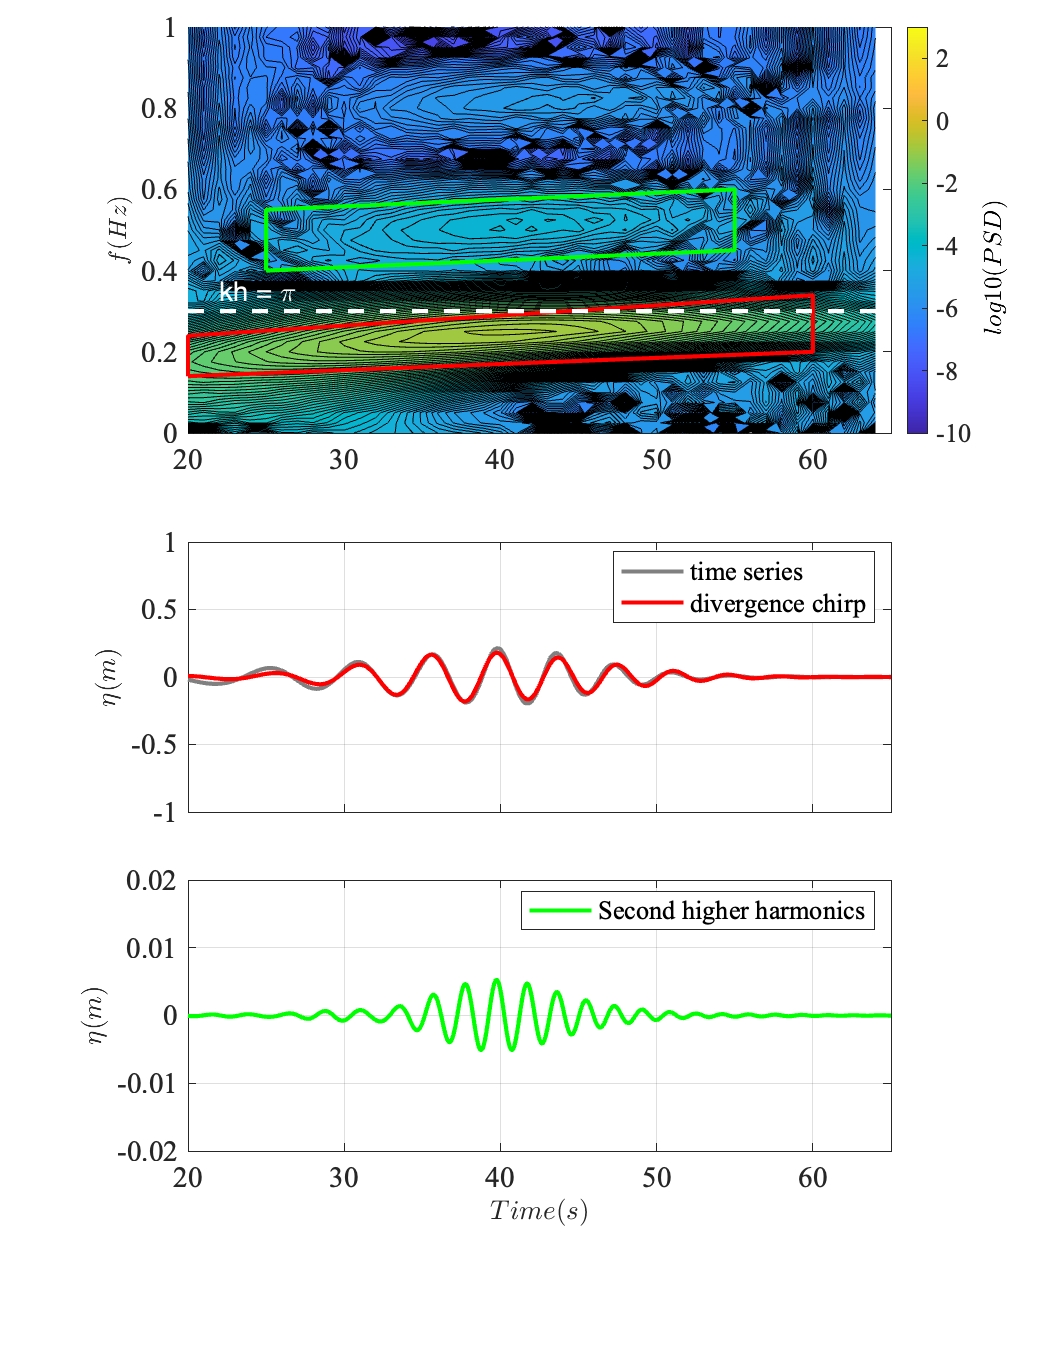 1
0.8
0.6
0.4
0.2
0
f(Hz)
kh = π
20 30 40 50 60
2
0
-2
-4
-6
-8
-10
log10(PSD)
1
0.5
0
-0.5
-1
η(m)
time series
divergence chirp
0.02
0.01
0
-0.01
-0.02
η(m)
Second higher harmonics
20 30 40 50 60
Time(s)